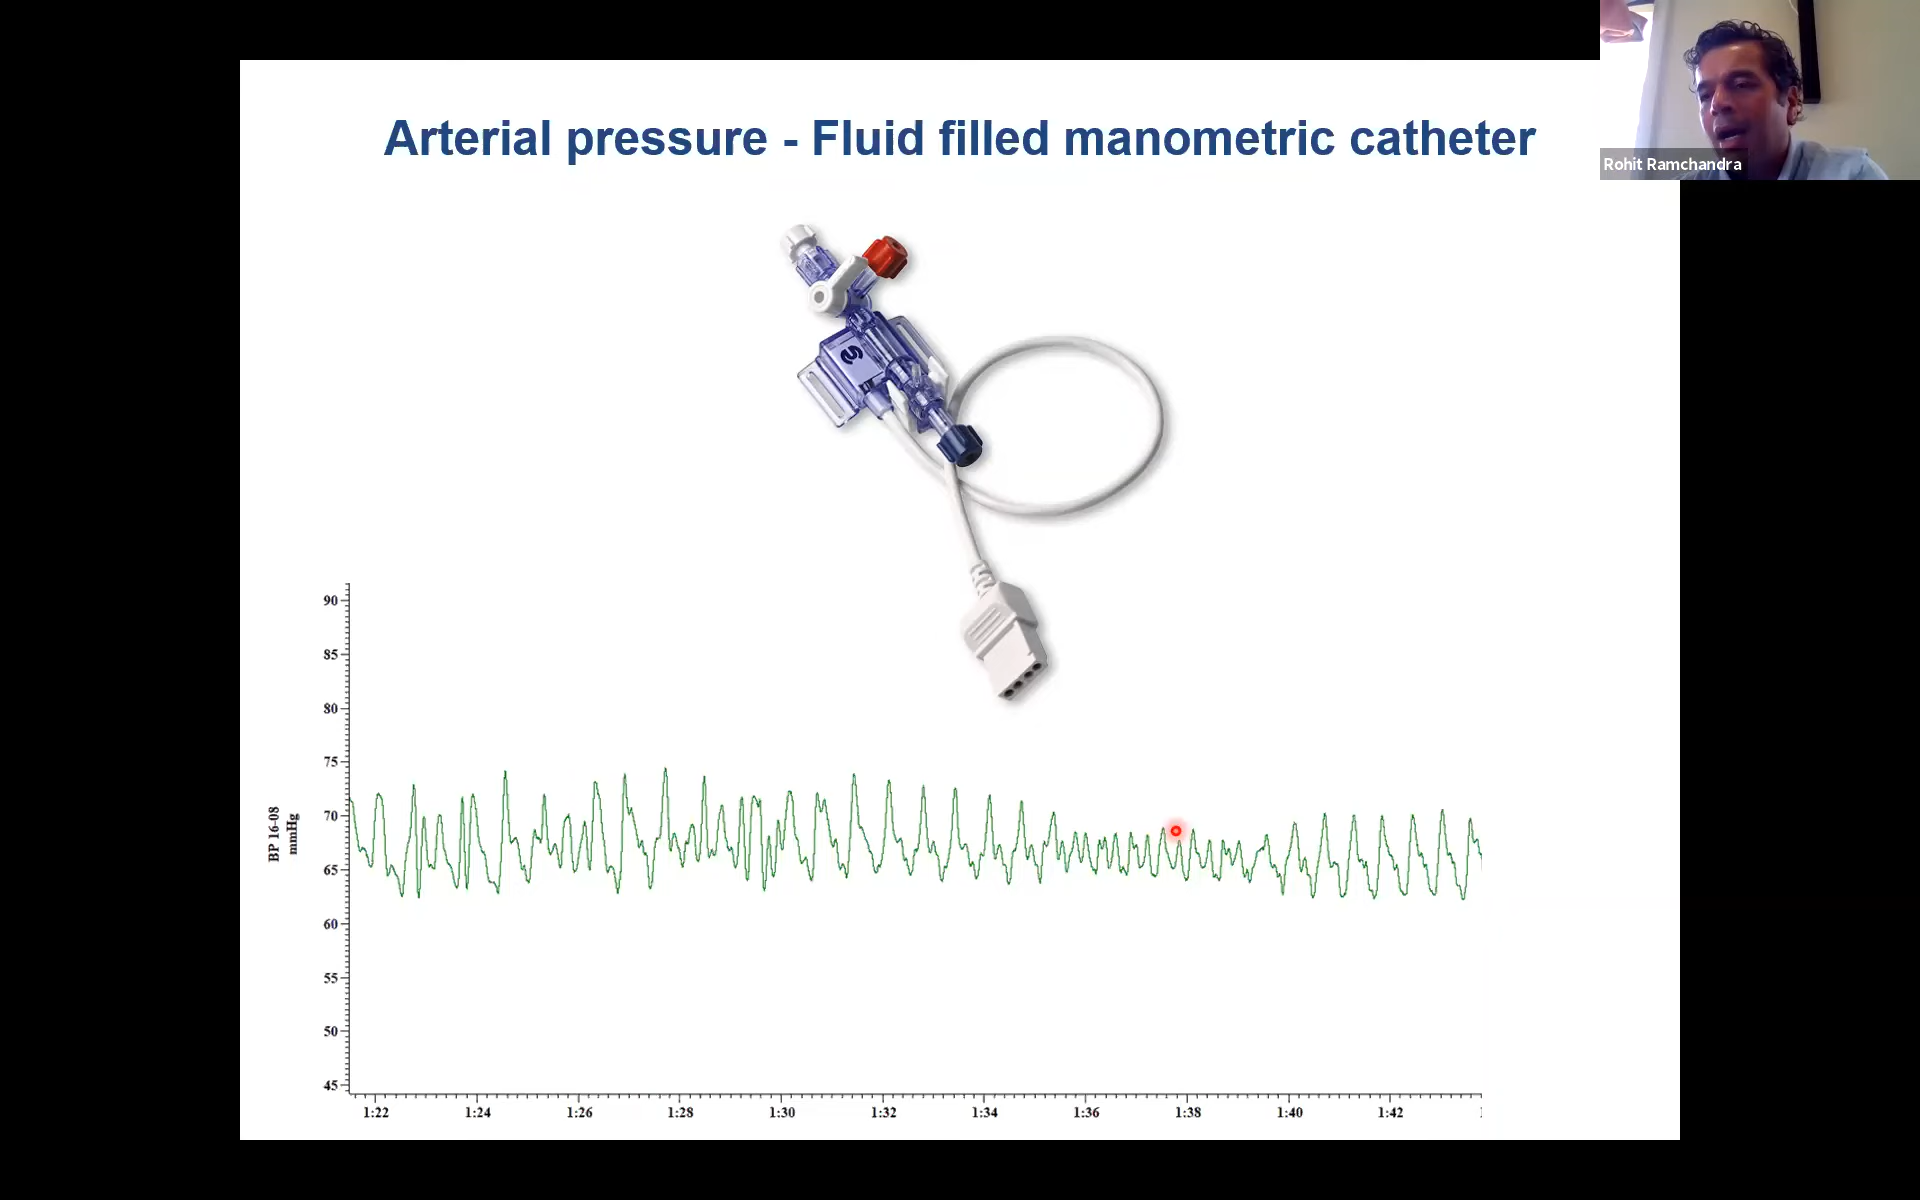 Arterial pressure - Fluid filled manometric catheter
Rohit Ramchandra
90
85
80
75
70
65
60
55
50
45
BP 16-08
mmHg
1:22 1:24 1:26 1:28 1:30 1:32 1:34 1:36 1:38 1:40 1:42